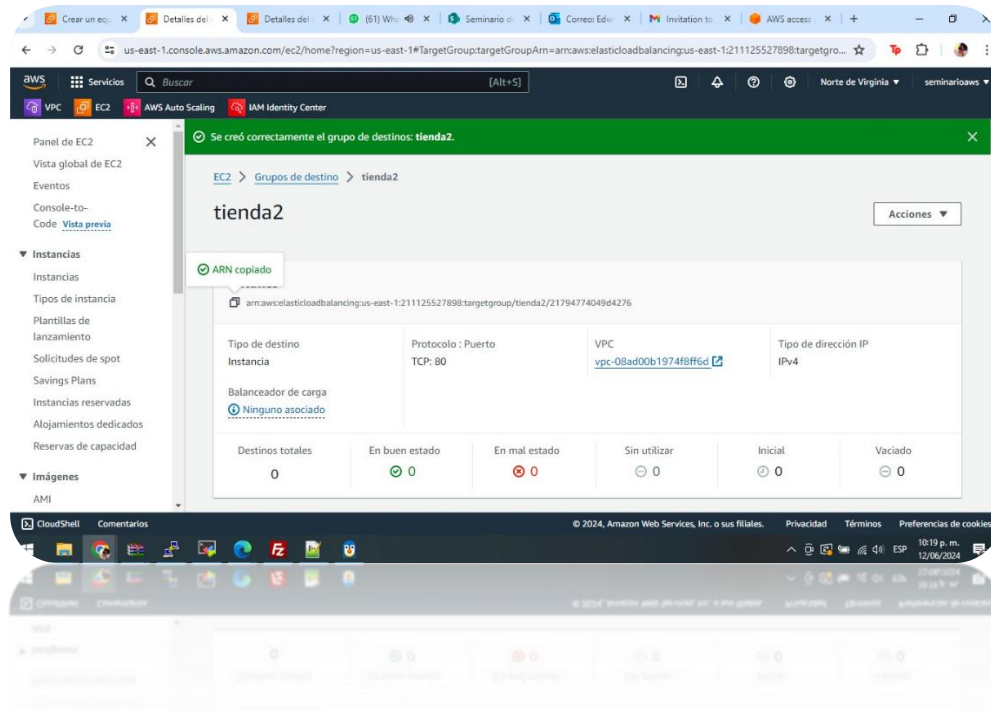 Crear un equ
Detalles del
Detalles del
(61) Wh
Seminario d
Correo: Edw
Invitation to
AWS access
us-east-1.console.aws.amazon.com/ec2/home?region=us-east-1#TargetGroup:targetGroupArn=arn:aws:elasticloadbalancing:us-east-1:211125527898:targetgro...
aws Servicios Buscar [Alt+S] Norte de Virginia seminarioaws
VPC EC2 AWS Auto Scaling IAM Identity Center
Panel de EC2
Vista global de EC2
Eventos
Console-to-
Code Vista previa
Instancias
Instancias
Tipos de instancia
Plantillas de
lanzamiento
Solicitudes de spot
Savings Plans
Instancias reservadas
Alojamientos dedicados
Reservas de capacidad
Imágenes
AMI
Se creó correctamente el grupo de destinos: tienda2.
EC2 > Grupos de destino > tienda2
tienda2
Acciones
ARN copiado
arn:aws:elasticloadbalancing:us-east-1:211125527898:targetgroup/tienda2/21794774049d4276
Tipo de destino
Instancia
Protocolo : Puerto
TCP: 80
VPC
vpc-08ad00b1974f8ff6d
Tipo de dirección IP
IPv4
Balanceador de carga
Ninguno asociado
Destinos totales
0
En buen estado
0
En mal estado
0
Sin utilizar
0
Inicial
0
Vaciado
0
CloudShell Comentarios © 2024, Amazon Web Services, Inc. o sus filiales. Privacidad Términos Preferencias de cookies
ESP
10:19 p. m.
12/06/2024